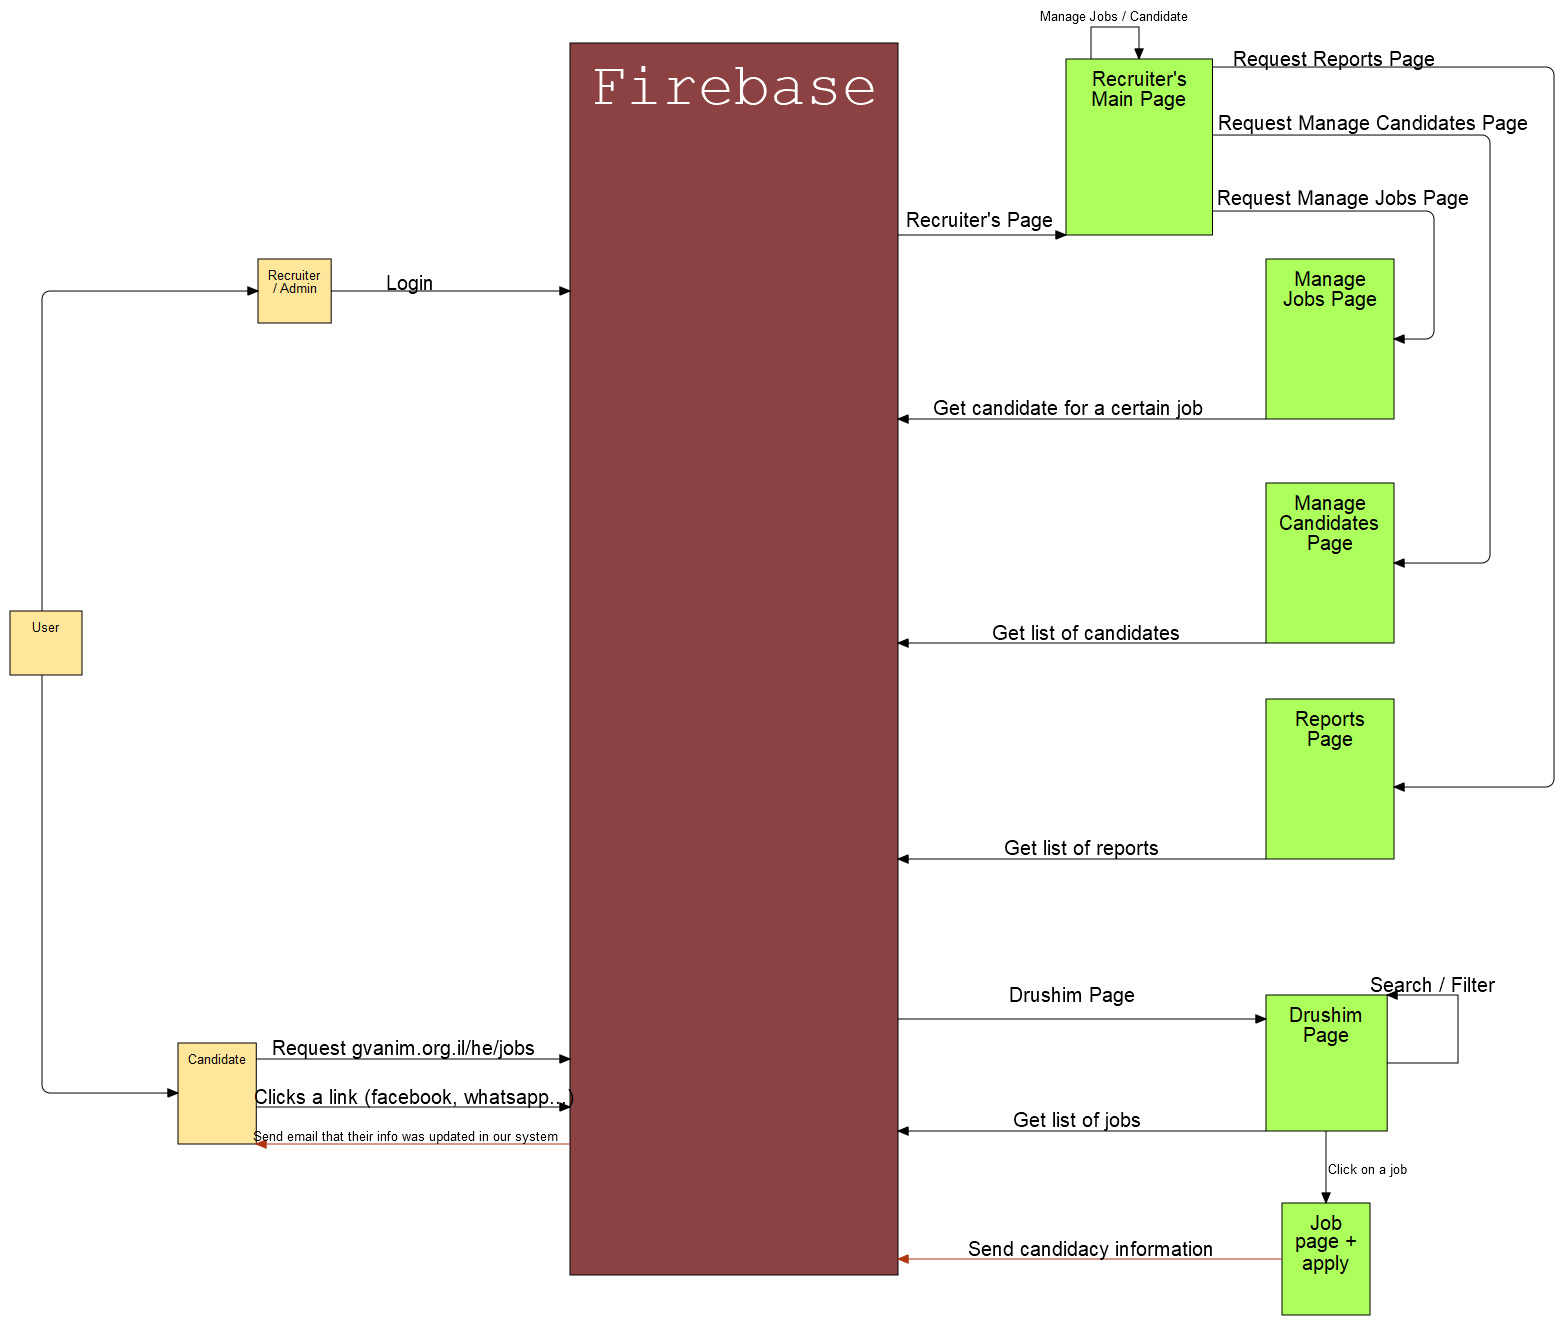 Manage Jobs / Candidate
Firebase
Recruiter's
Main Page
Request Reports Page
Request Manage Candidates Page
Request Manage Jobs Page
Recruiter's Page
Recruiter
/ Admin
Login
Manage
Jobs Page
Get candidate for a certain job
Manage
Candidates
Page
Get list of candidates
User
Reports
Page
Get list of reports
Drushim Page
Search / Filter
Drushim
Page
Candidate
Request gvanim.org.il/he/jobs
Clicks a link (facebook, whatsapp...)
Send email that their info was updated in our system
Get list of jobs
Click on a job
Job
page +
apply
Send candidacy information